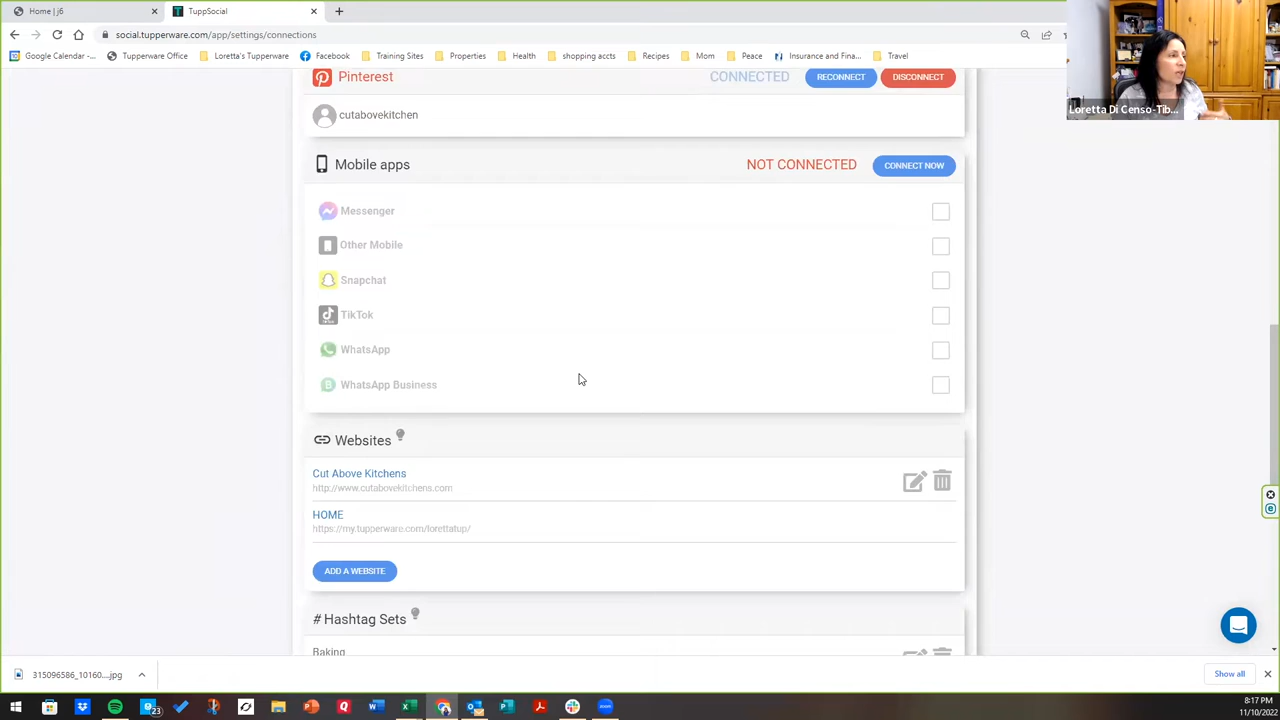 Home | j6
TuppSocial
social.tupperware.com/app/settings/connections
Google Calendar -...
Tupperware Office
Loretta's Tupperware
Facebook
Training Sites
Properties
Health
shopping accts
Recipes
Mom
Peace
Insurance and Fina...
Travel
Loretta Di Censo-Tib...
Pinterest
CONNECTED
RECONNECT
DISCONNECT
cutabovekitchen
Mobile apps
NOT CONNECTED
CONNECT NOW
Messenger
Other Mobile
Snapchat
TikTok
WhatsApp
WhatsApp Business
Websites
Cut Above Kitchens
http://www.cutabovekitchens.com
HOME
https://my.tupperware.com/lorettatup/
ADD A WEBSITE
# Hashtag Sets
Baking
315096586_10160....jpg
Show all
23
8:17 PM
11/10/2022